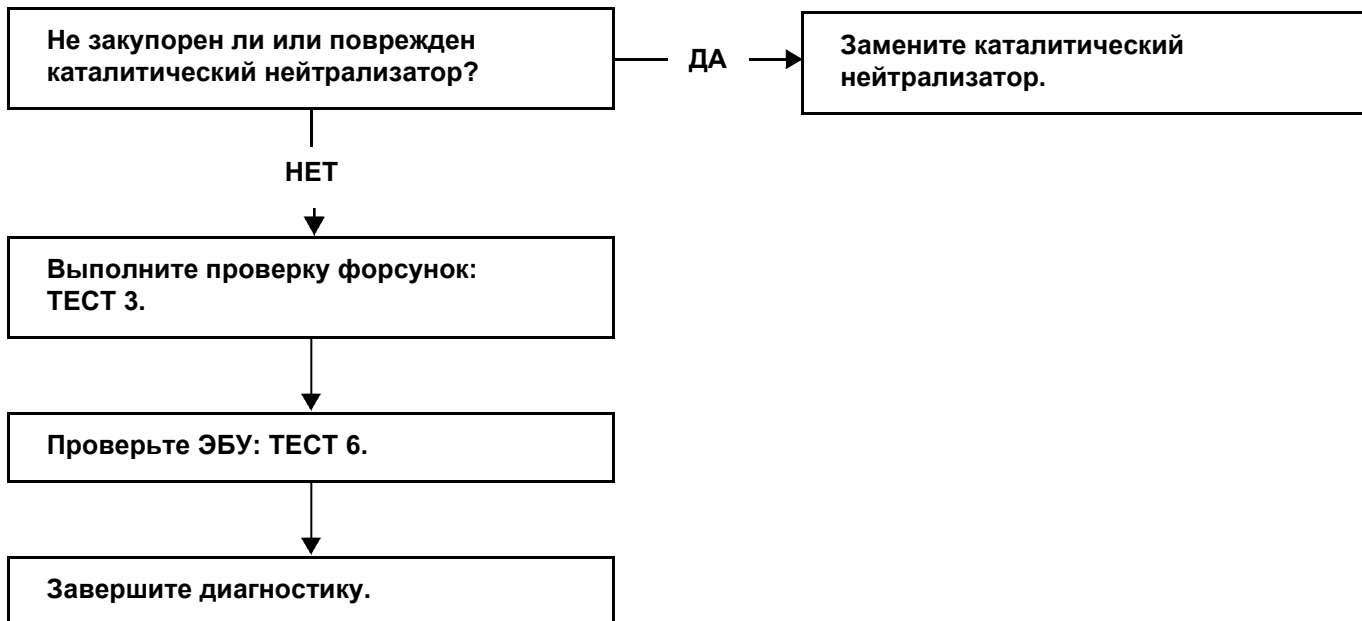 Не закупорен ли или поврежден
каталитический нейтрализатор?
ДА
Замените каталитический
нейтрализатор.
НЕТ
Выполните проверку форсунок:
ТЕСТ 3.
Проверьте ЭБУ: ТЕСТ 6.
Завершите диагностику.